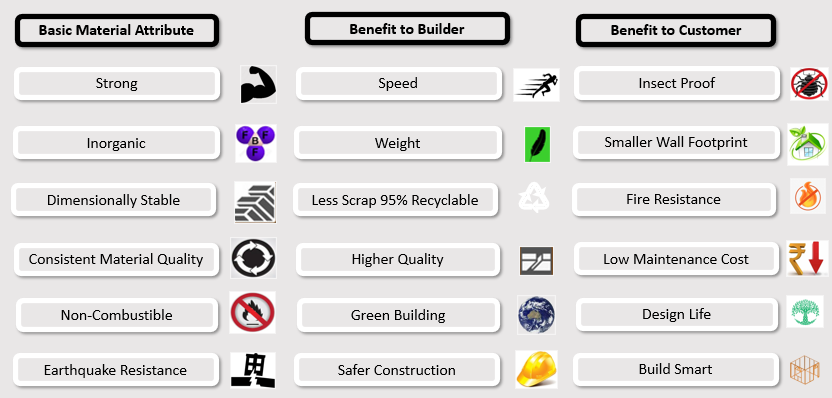 Basic Material Attribute
Benefit to Builder
Benefit to Customer
Strong
Speed
Insect Proof
Inorganic
F F
B
F
Weight
Smaller Wall Footprint
Dimensionally Stable
Less Scrap 95% Recyclable
Fire Resistance
Consistent Material Quality
Higher Quality
Low Maintenance Cost
₹
Non-Combustible
Green Building
Design Life
Earthquake Resistance
Safer Construction
Build Smart